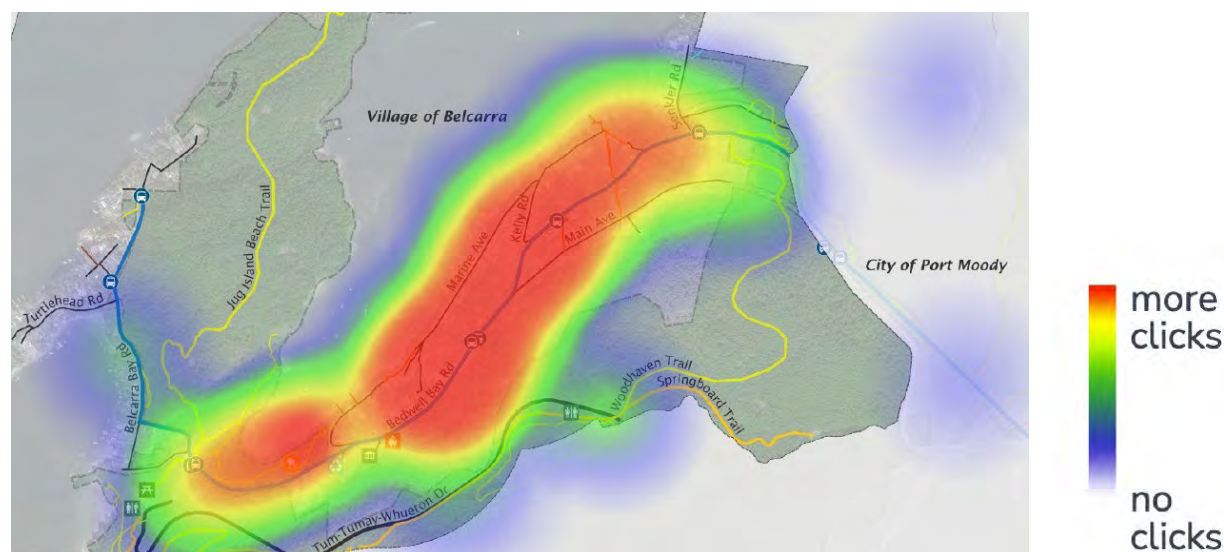 Village of Belcarra
Senkler Rd
Jug Island Beach Trail
Kelly Rd
Main Ave
Marine Ave
City of Port Moody
Turtlehead Rd
Belcarra Bay Rd
Bedwell Bay Rd
Woodhaven Trail
Springboard Trail
Tum-Tumay-Whueton Dr
more
clicks
no
clicks